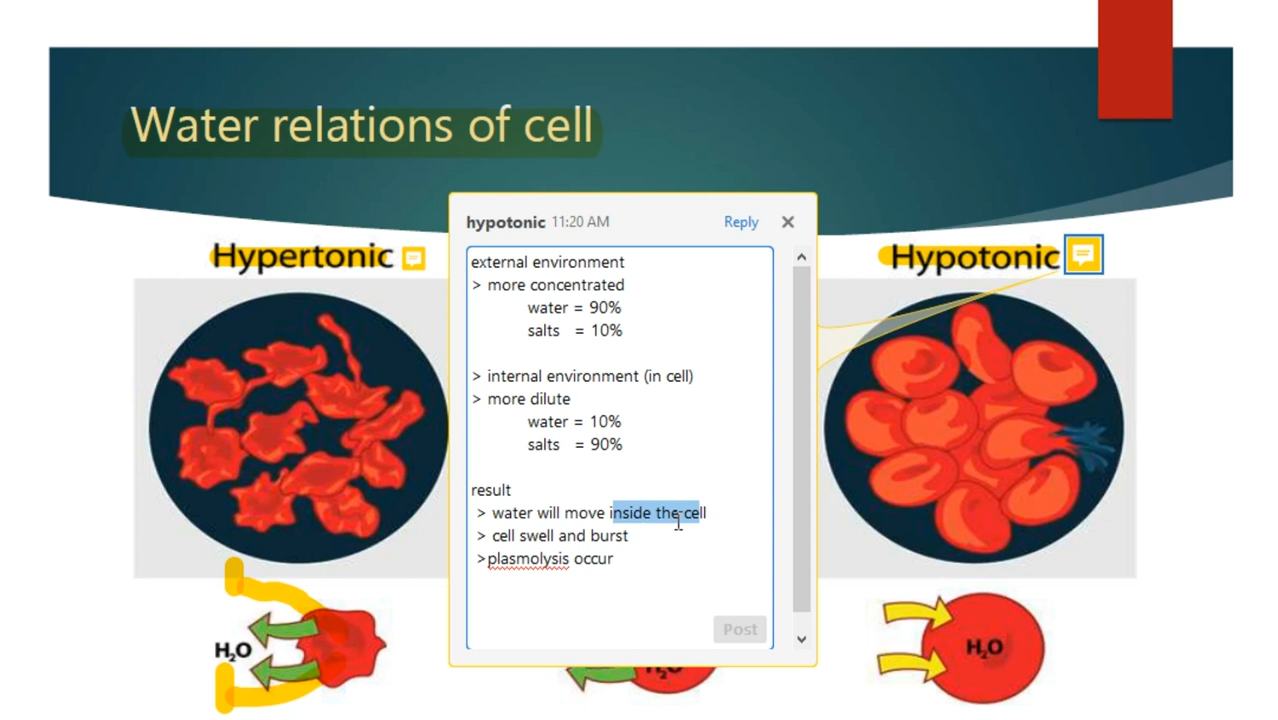 Water relations of cell
Hypertonic
hypotonic 11:20 AM Reply
external environment
> more concentrated
water = 90%
salts = 10%
> internal environment (in cell)
> more dilute
water = 10%
salts = 90%
result
> water will move inside the cell
> cell swell and burst
>plasmolysis occur
Post
Hypotonic
H₂O
H₂O
H₂O